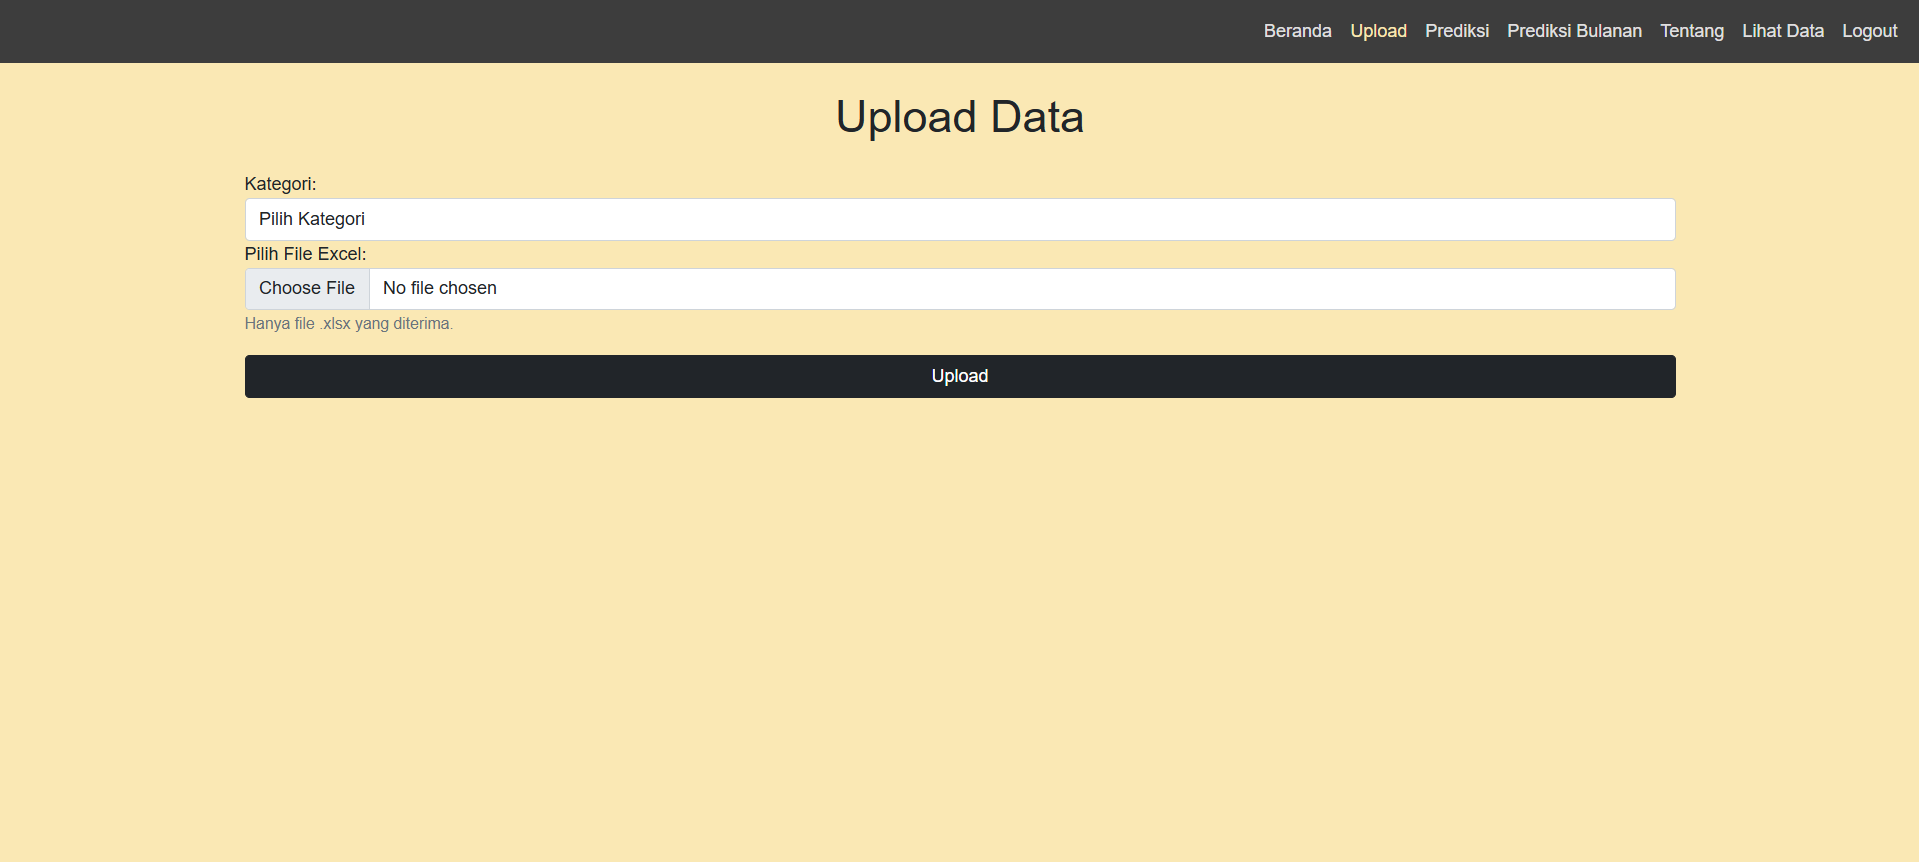 Beranda Upload Prediksi Prediksi Bulanan Tentang Lihat Data Logout
Upload Data
Kategori:
Pilih Kategori
Pilih File Excel:
Choose File No file chosen
Hanya file .xlsx yang diterima.
Upload